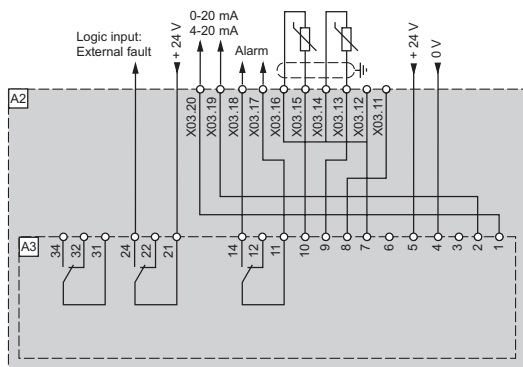 Logic input:
External fault
+ 24 V
0-20 mA
4-20 mA
Alarm
+ 24 V
0 V
A2
X03.20
X03.19
X03.18
X03.17
X03.16
X03.15
X03.14
X03.13
X03.12
X03.11
A3
34
32
31
24
22
21
14
12
11
10
9
8
7
6
5
4
3
2
1